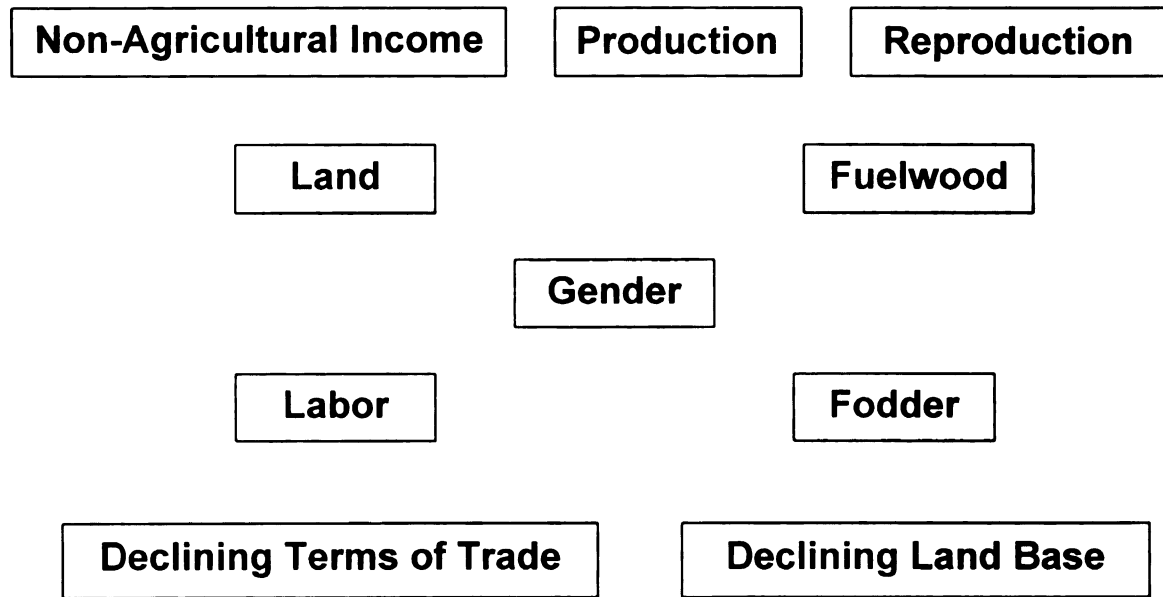 Non-Agricultural Income
Production
Reproduction
Land
Fuelwood
Gender
Labor
Fodder
Declining Terms of Trade
Declining Land Base